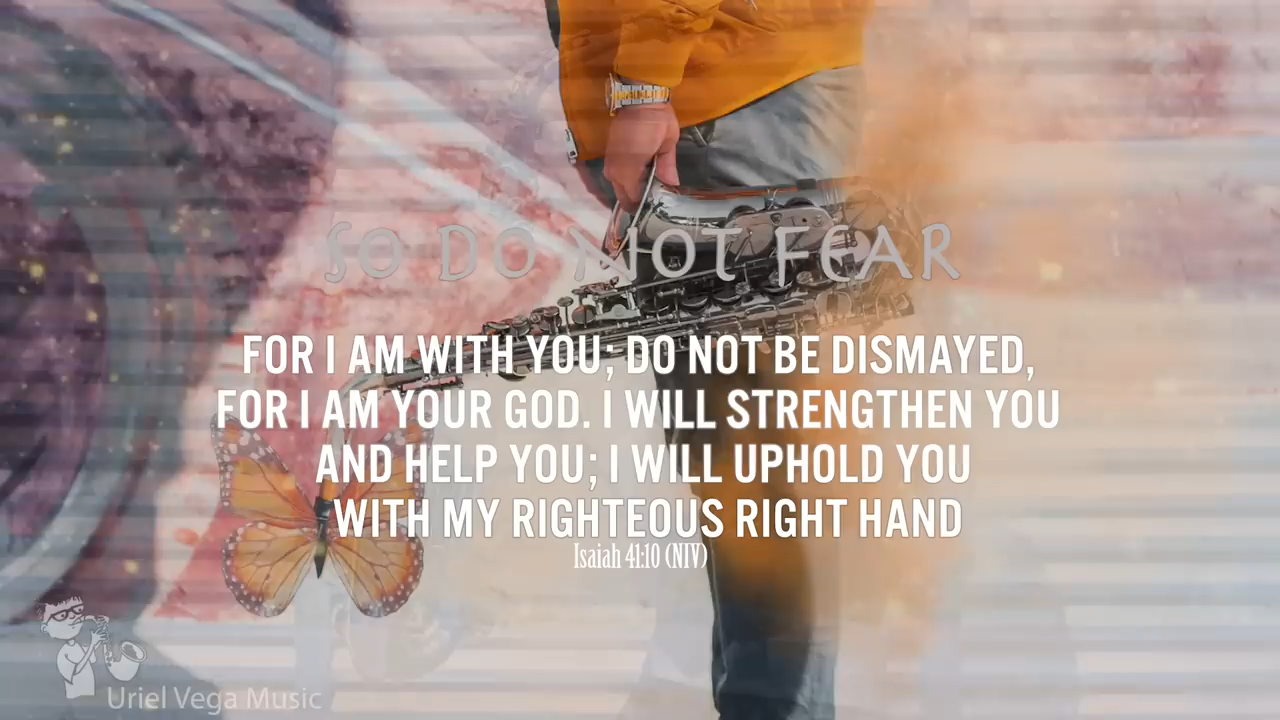 SO DO NOT FEAR
FOR I AM WITH YOU; DO NOT BE DISMAYED,
FOR I AM YOUR GOD. I WILL STRENGTHEN YOU
AND HELP YOU; I WILL UPHOLD YOU
WITH MY RIGHTEOUS RIGHT HAND
Isaiah 41:10 (NIV)
Uriel Vega Music